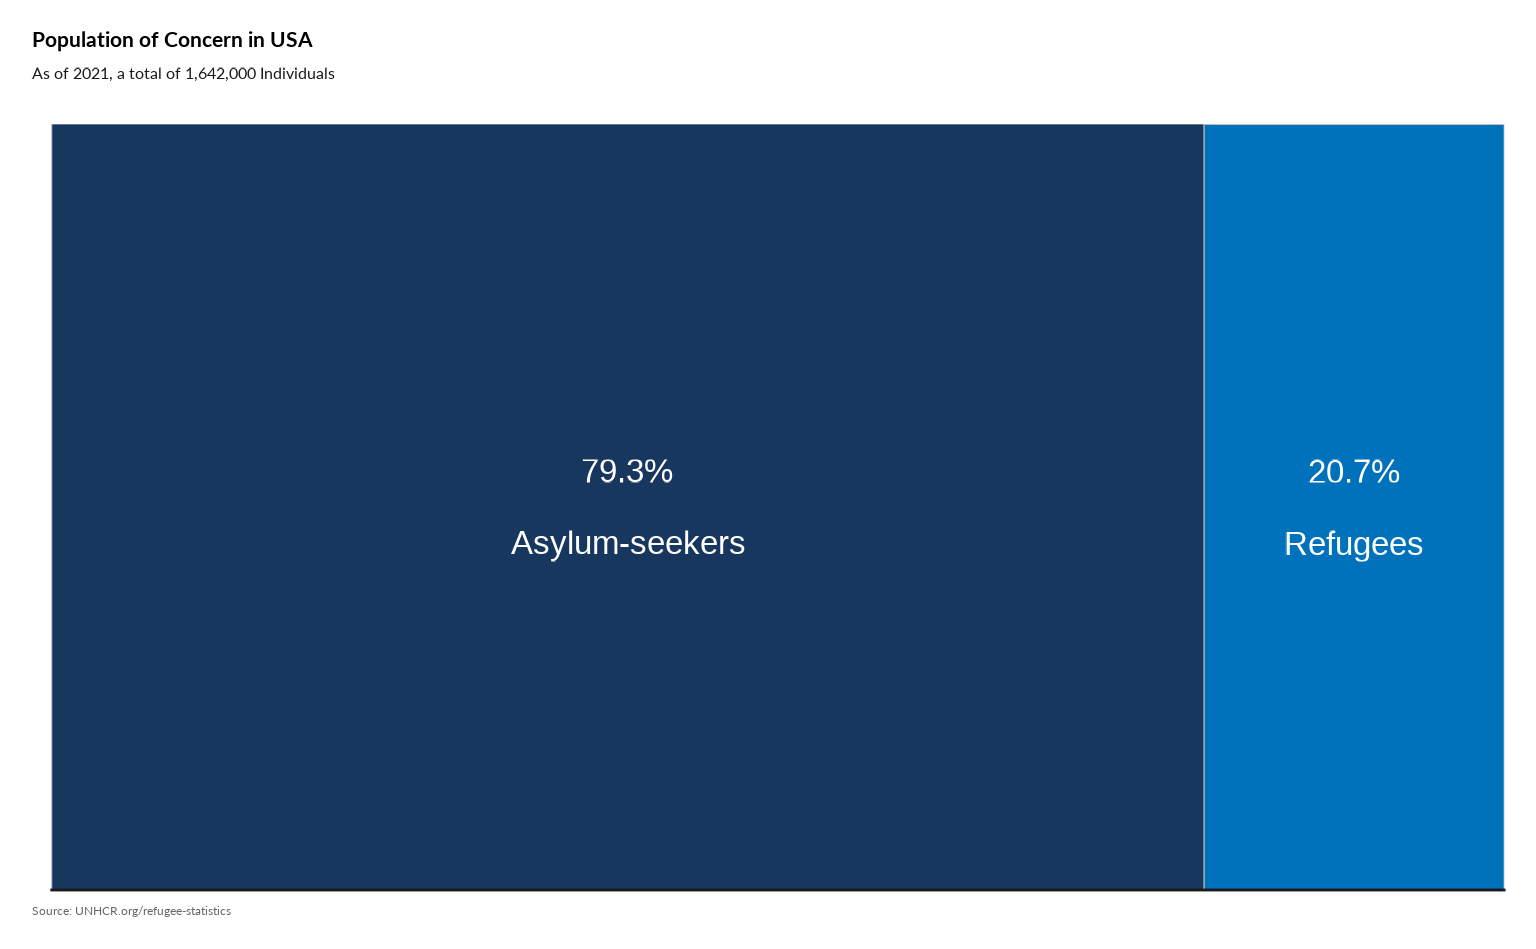 Population of Concern in USA
As of 2021, a total of 1,642,000 Individuals
79.3%
Asylum-seekers
20.7%
Refugees
Source: UNHCR.org/refugee-statistics